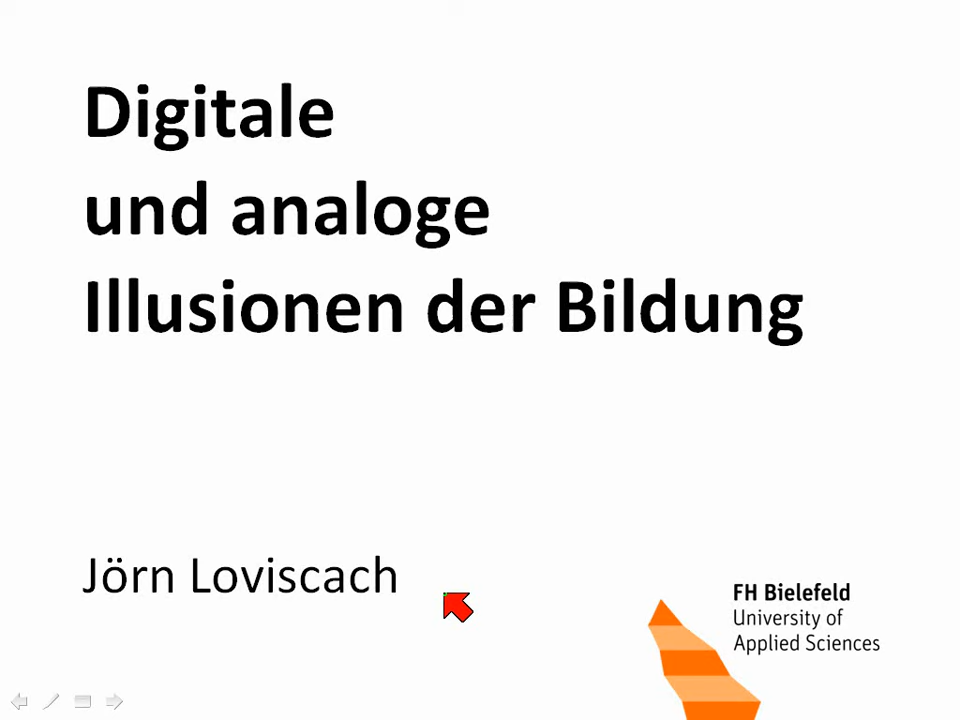 Digitale
und analoge
Illusionen der Bildung
Jörn Loviscach
FH Bielefeld
University of
Applied Sciences